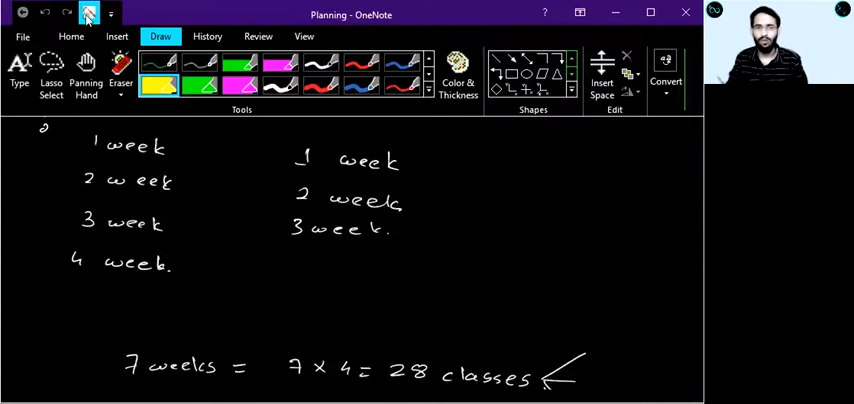 Planning - OneNote
?
File Home Insert Draw History Review View
Type
Lasso Select
Panning Hand
Eraser
Color & Thickness
Insert Space
Convert
Tools
Shapes
Edit
1 week
2 week
3 week
4 week.
1 week
2 week
3 week.
7 weeks = 7 x 4 = 28 classes